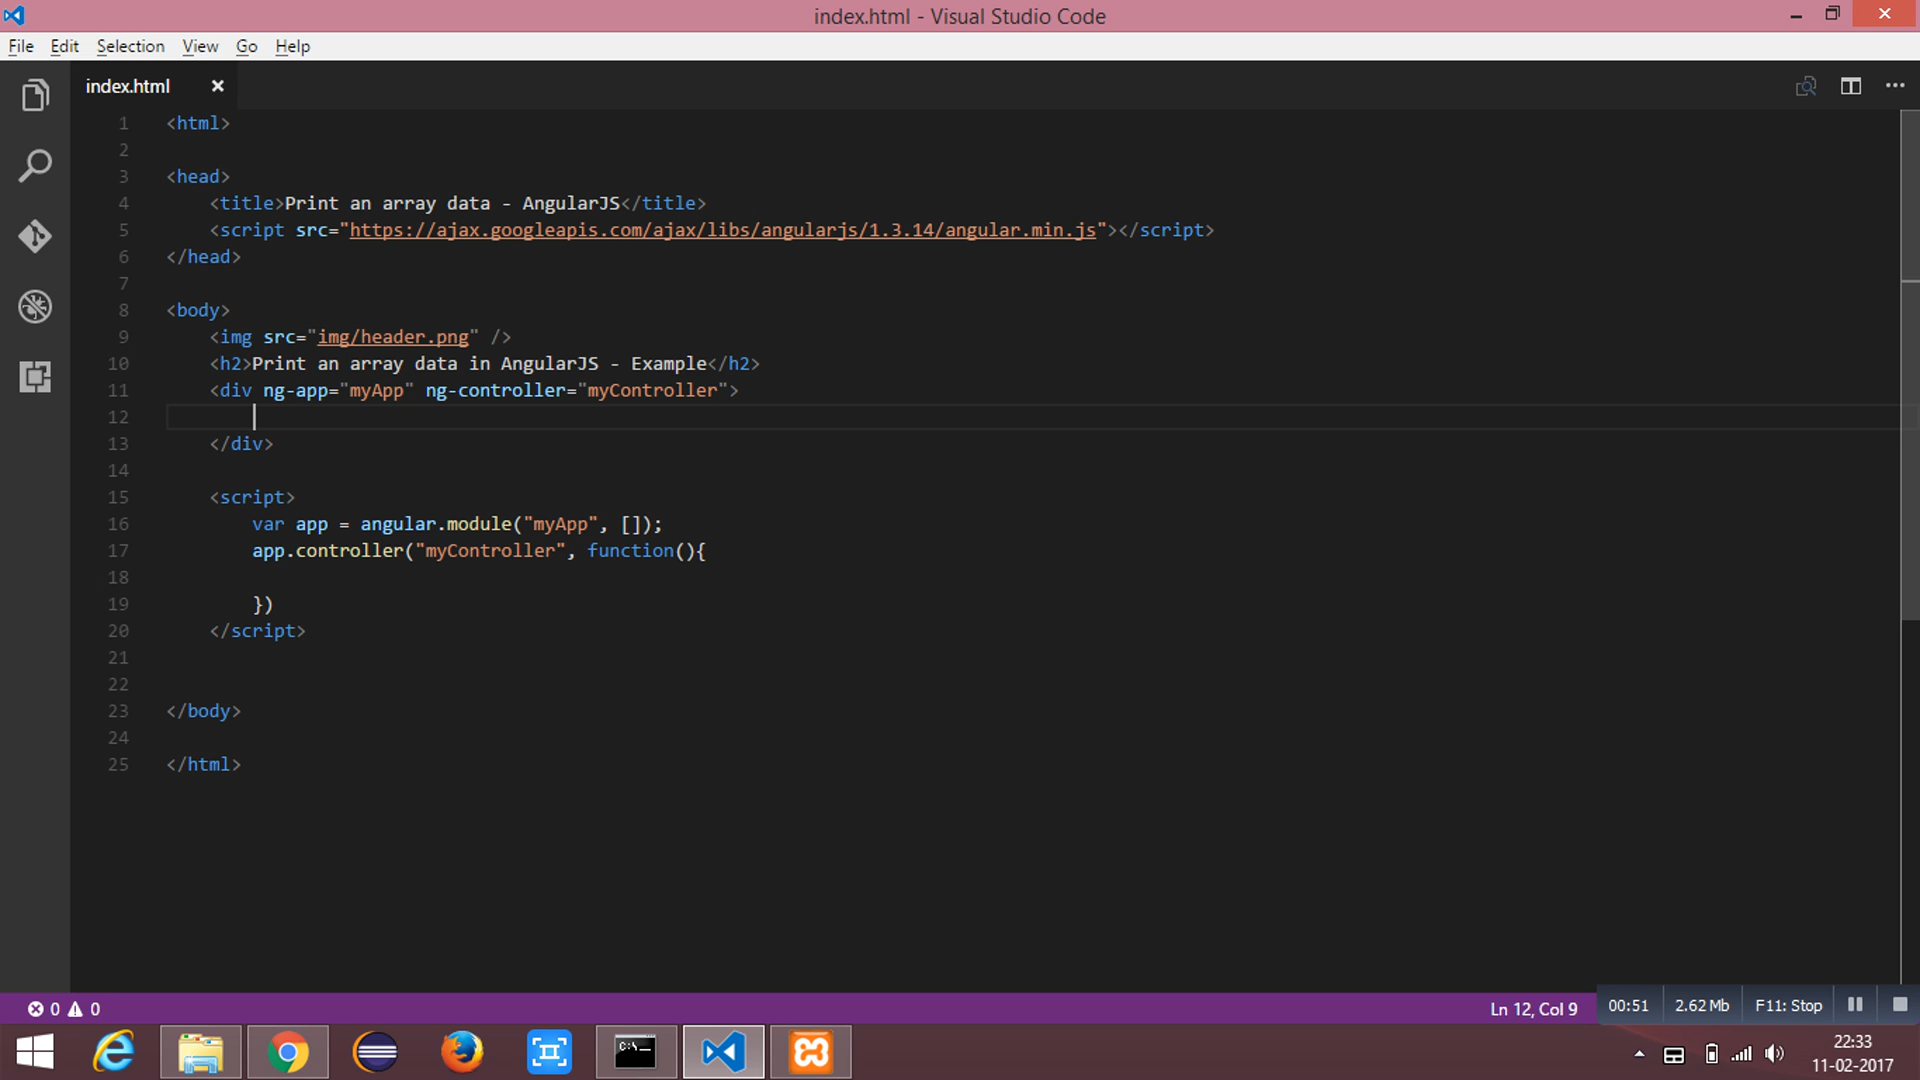 index.html - Visual Studio Code
File Edit Selection View Go Help
index.html
1 <html>
2
3 <head>
4 <title>Print an array data - AngularJS</title>
5 <script src="https://ajax.googleapis.com/ajax/libs/angularjs/1.3.14/angular.min.js"></script>
6 </head>
7
8 <body>
9 <img src="img/header.png" />
10 <h2>Print an array data in AngularJS - Example</h2>
11 <div ng-app="myApp" ng-controller="myController">
12
13 </div>
14
15 <script>
16 var app = angular.module("myApp", []);
17 app.controller("myController", function(){
18
19 })
20 </script>
21
22
23 </body>
24
25 </html>
0 0
Ln 12, Col 9
00:51 2.62 Mb F11: Stop
C:\_
22:33
11-02-2017